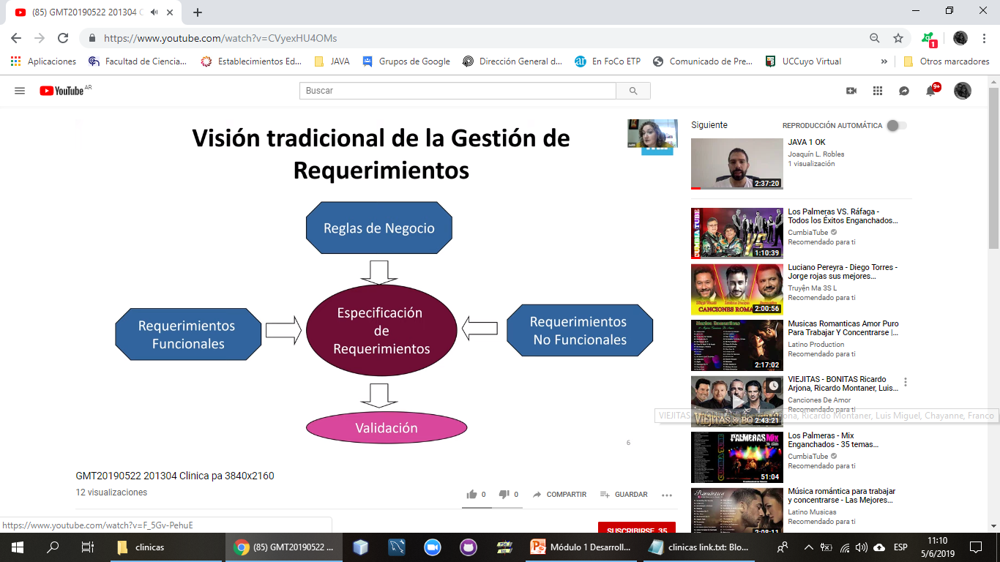 (85) GMT20190522 201304 C
https://www.youtube.com/watch?v=CVyexHU4OMs
1
Aplicaciones
Facultad de Ciencia...
Establecimientos Ed...
JAVA
Grupos de Google
Dirección General d...
En FoCo ETP
Comunicado de Pre...
UCCuyo Virtual
»
Otros marcadores
YouTube AR
Buscar
9+
Visión tradicional de la Gestión de
Requerimientos
Reglas de Negocio
Requerimientos
Funcionales
Especificación
de
Requerimientos
Requerimientos
No Funcionales
Validación
6
GMT20190522 201304 Clinica pa 3840x2160
12 visualizaciones
0
0
COMPARTIR
GUARDAR
SUSCRIBIRSE 35
Siguiente
REPRODUCCIÓN AUTOMÁTICA
2:37:20
JAVA 1 OK
Joaquín L. Robles
1 visualización
CUMBIA TUBE
VS
1:10:39
Los Palmeras VS. Ráfaga -
Todos los Éxitos Enganchados...
CumbiaTube
Recomendado para ti
CANCIONES ROMA
2:00:56
Luciano Pereyra - Diego Torres -
Jorge rojas sus mejores...
Truyện Ma 3S L
Recomendado para ti
Musica Romanticas
2:17:02
Musicas Romanticas Amor Puro
Para Trabajar Y Concentrarse |...
Latino Production
Recomendado para ti
2:43:21
VIEJITAS - BONITAS Ricardo
Arjona, Ricardo Montaner, Luis...
Canciones De Amor
Recomendado para ti
Ricardo Montaner, Luis Miguel, Chayanne, Franco
PALMERAS MIX
51:04
Los Palmeras - Mix
Enganchados - 35 temas...
CumbiaTube
Recomendado para ti
Romántica
2:08:11
Música romántica para trabajar
y concentrarse - Las Mejores...
Latino Musicas
Recomendado para ti
https://www.youtube.com/watch?v=F_5Gv-PehuE
clinicas
(85) GMT20190522 ...
Módulo 1 Desarroll...
clinicas link.txt: Blo...
ESP
11:10
5/6/2019